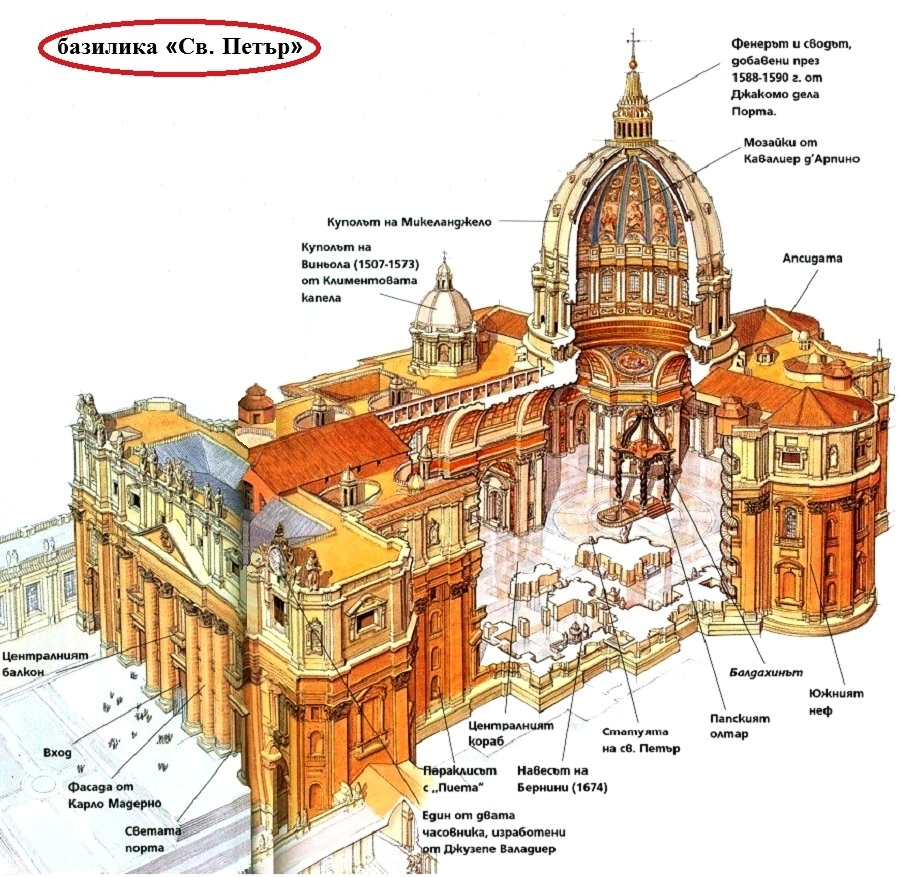 базилика «Св. Петър»
Фенерът и сводът,
добавени през
1588-1590 г. от
Джакомо дела
Порта.
Мозайки от
Кавалиер д’Арпино
Куполът на Микеланджело
Куполът на
Виньола (1507-1573)
от Климентовата
капела
Апсидата
Централният
балкон
Вход
Фасада от
Карло Мадерно
Светата
порта
Централният
кораб
Параклисът
с „Пиета“
Навесът на
Бернини (1674)
Един от двата
часовника, изработени
от Джузепе Валадиер
Статуята
на св. Петър
Папският
олтар
Балдахинът
Южният
неф